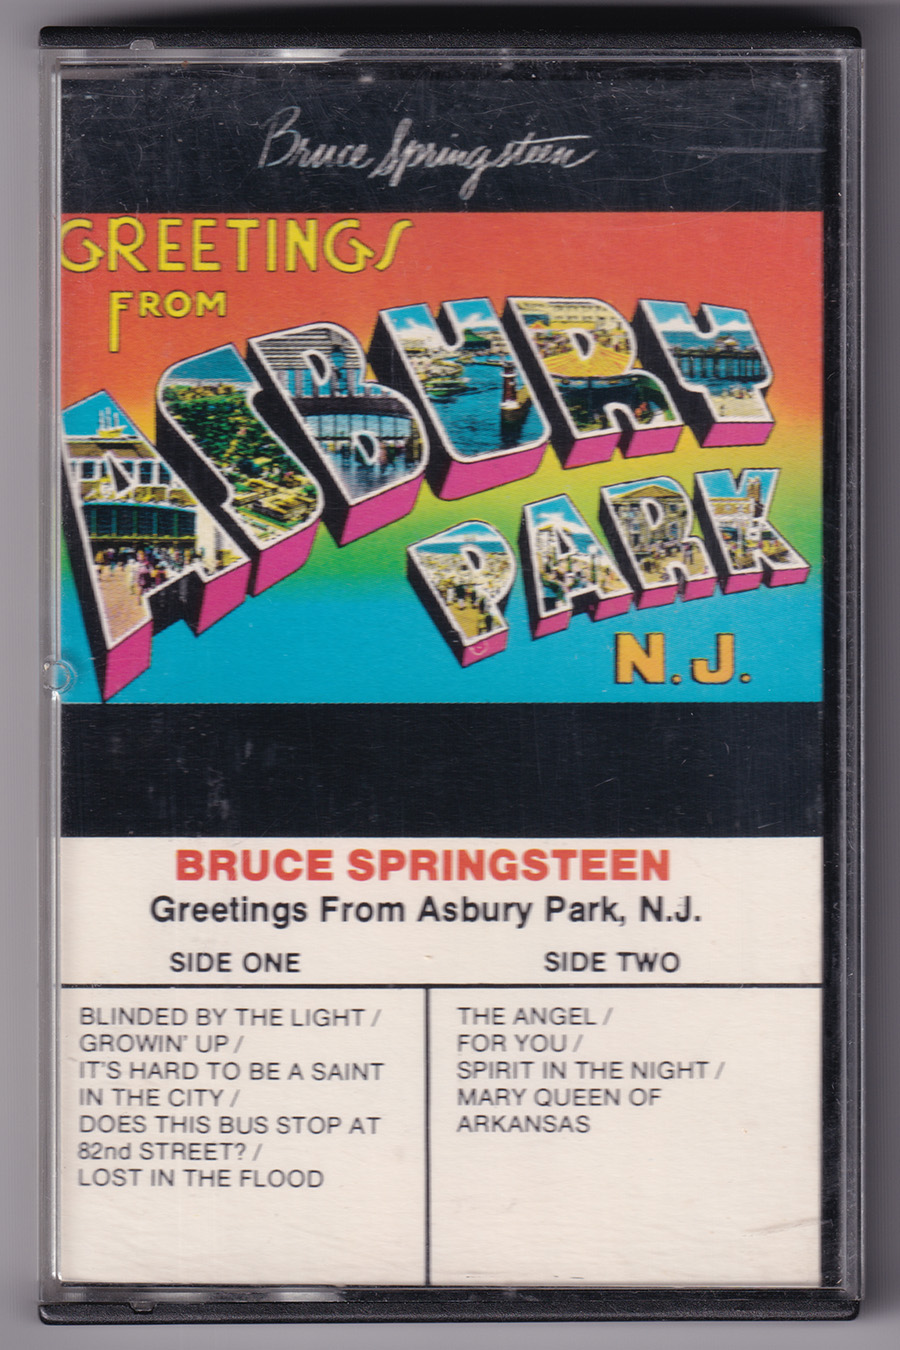 Bruce Springsteen
GREETINGS
FROM
ASBURY
PARK
N.J.
BRUCE SPRINGSTEEN
Greetings From Asbury Park, N.J.
SIDE ONE
BLINDED BY THE LIGHT /
GROWIN' UP /
IT'S HARD TO BE A SAINT
IN THE CITY /
DOES THIS BUS STOP AT
82nd STREET? /
LOST IN THE FLOOD
SIDE TWO
THE ANGEL /
FOR YOU /
SPIRIT IN THE NIGHT /
MARY QUEEN OF
ARKANSAS